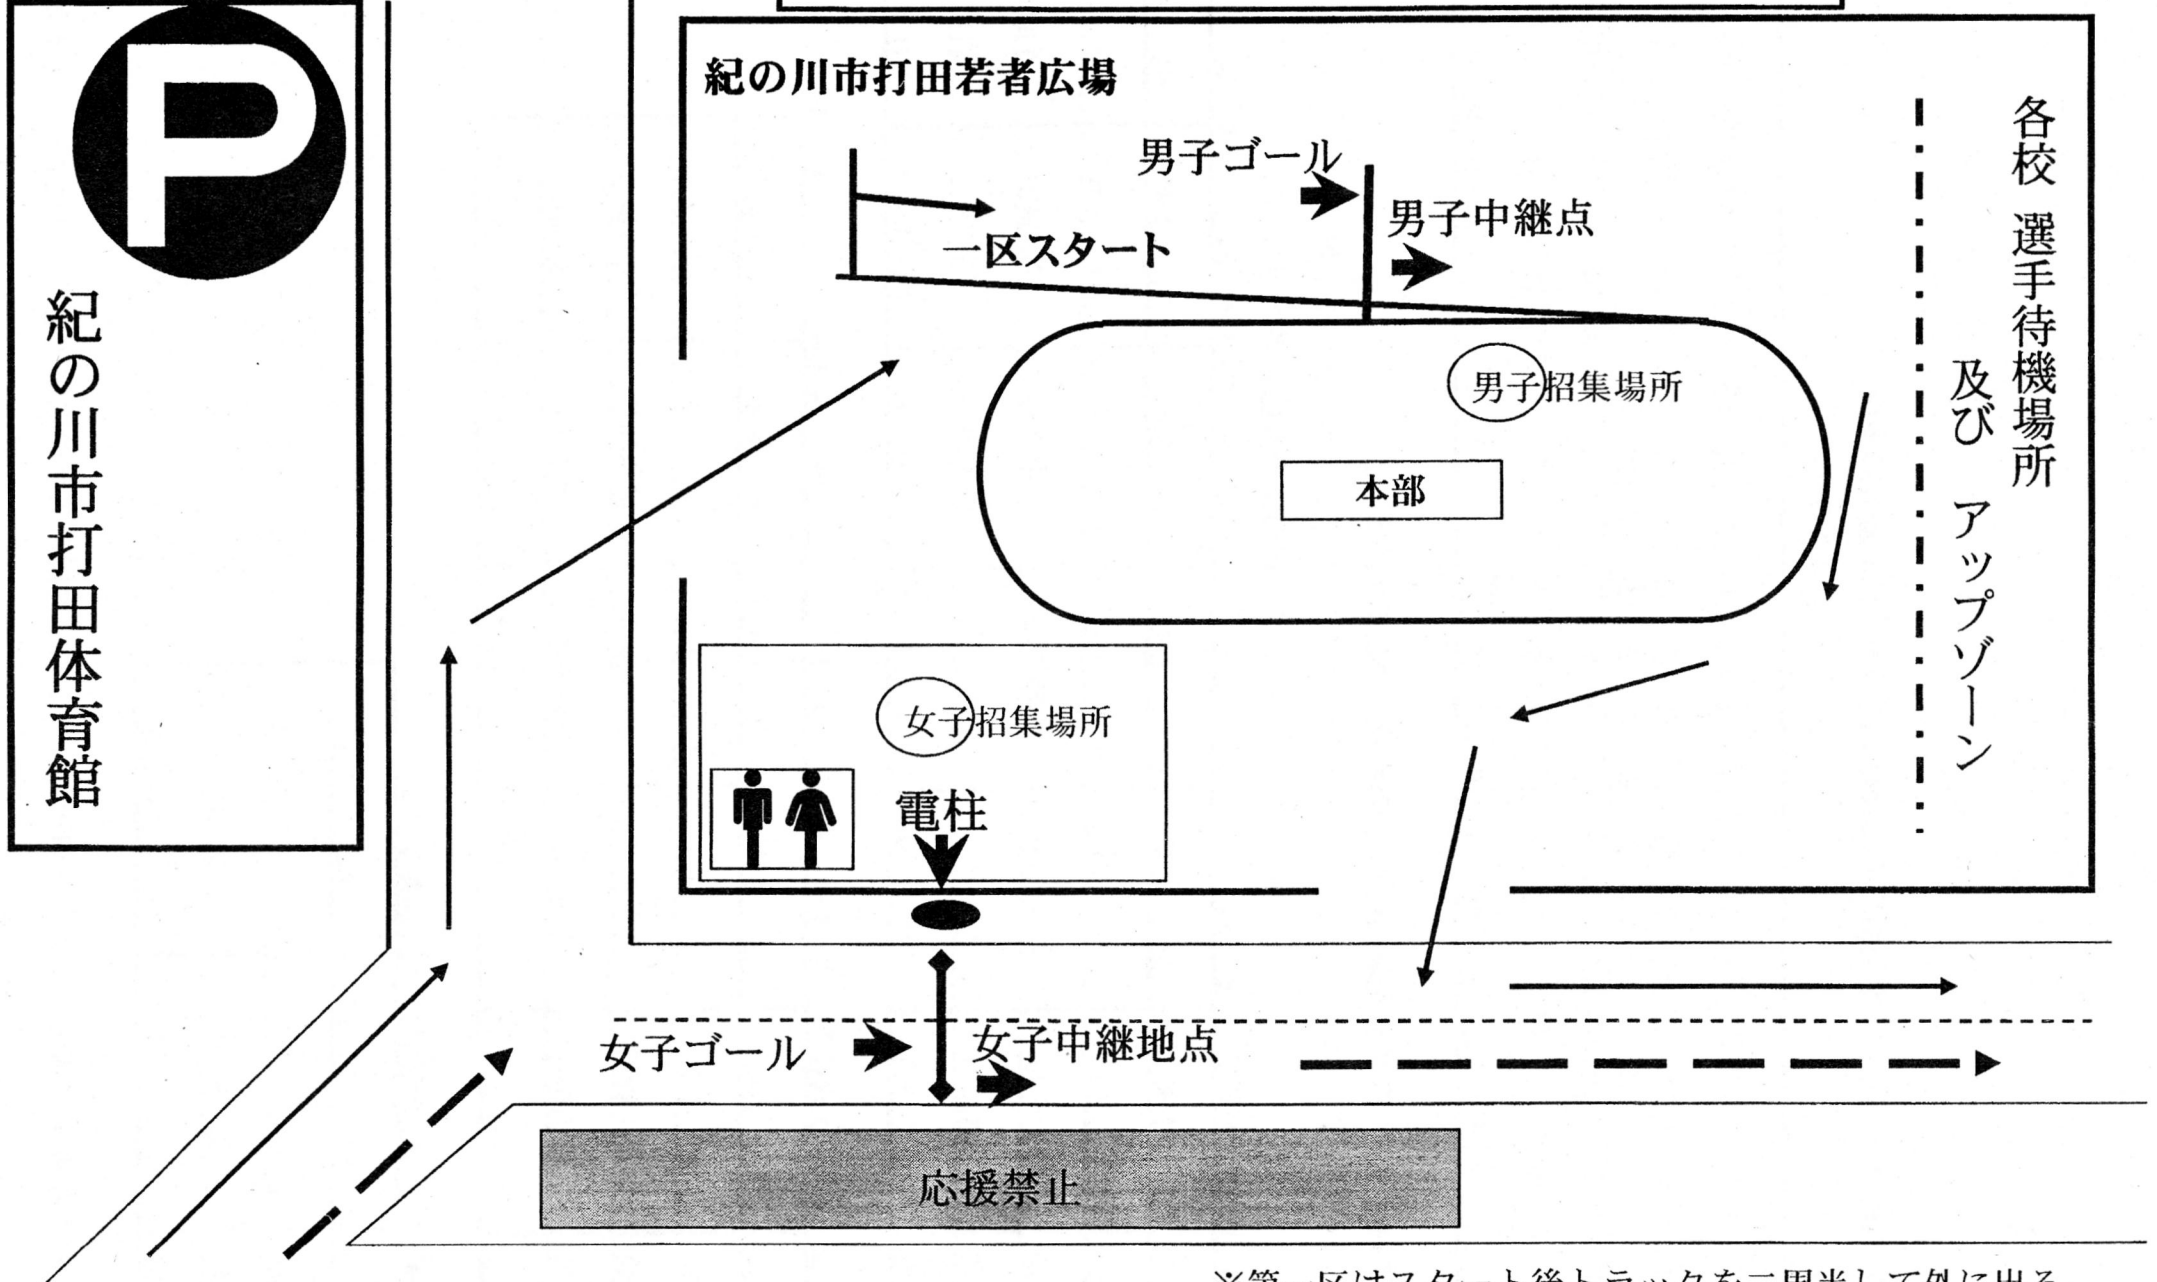 P
紀の川市打田体育館
紀の川市打田若者広場
男子ゴール
男子中継点
一区スタート
男子招集場所
本部
各校 選手待機場所
及び アップゾーン
女子招集場所
電柱
女子ゴール
女子中継地点
応援禁止